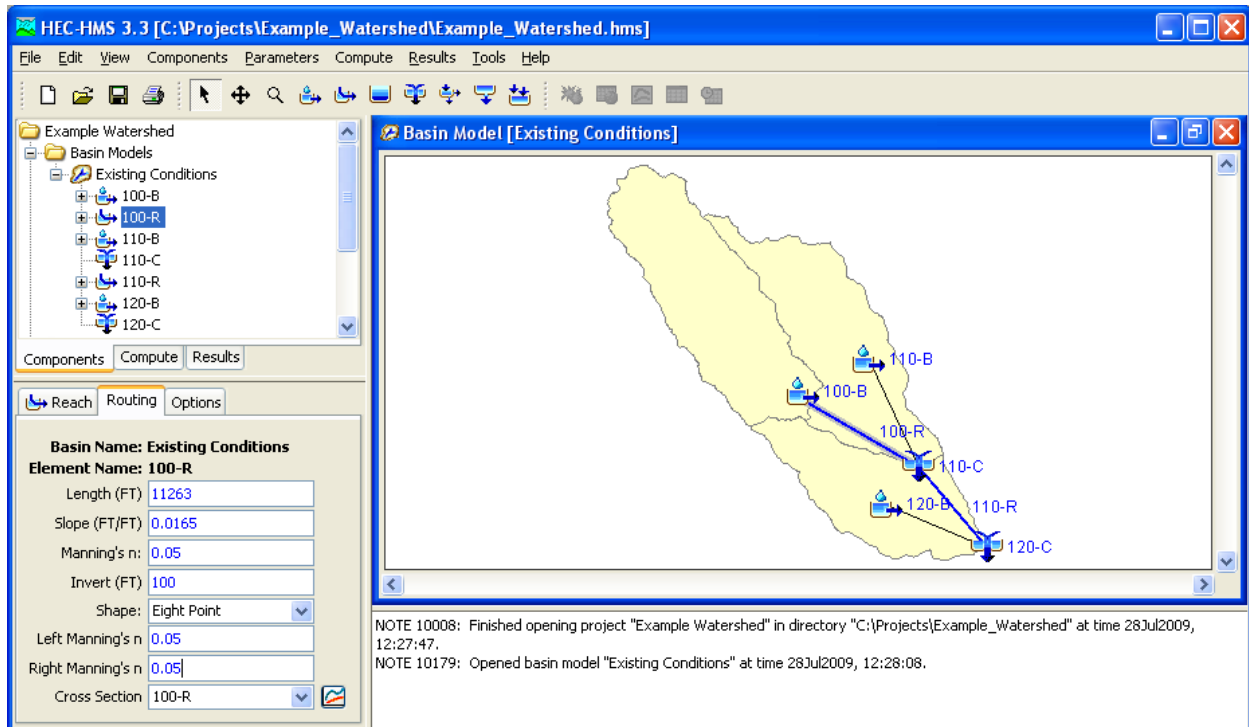 HEC-HMS 3.3 [C:\Projects\Example_Watershed\Example_Watershed.hms]
File Edit View Components Parameters Compute Results Tools Help
Example Watershed
Basin Models
Existing Conditions
100-B
100-R
110-B
110-C
110-R
120-B
120-C
Components Compute Results
Reach Routing Options
Basin Name: Existing Conditions
Element Name: 100-R
Length (FT) 11263
Slope (FT/FT) 0.0165
Manning's n: 0.05
Invert (FT) 100
Shape: Eight Point
Left Manning's n 0.05
Right Manning's n 0.05
Cross Section 100-R
Basin Model [Existing Conditions]
110-B
100-B
100-R
110-C
120-B
110-R
120-C
NOTE 10008: Finished opening project "Example Watershed" in directory "C:\Projects\Example_Watershed" at time 28Jul2009,
12:27:47.
NOTE 10179: Opened basin model "Existing Conditions" at time 28Jul2009, 12:28:08.